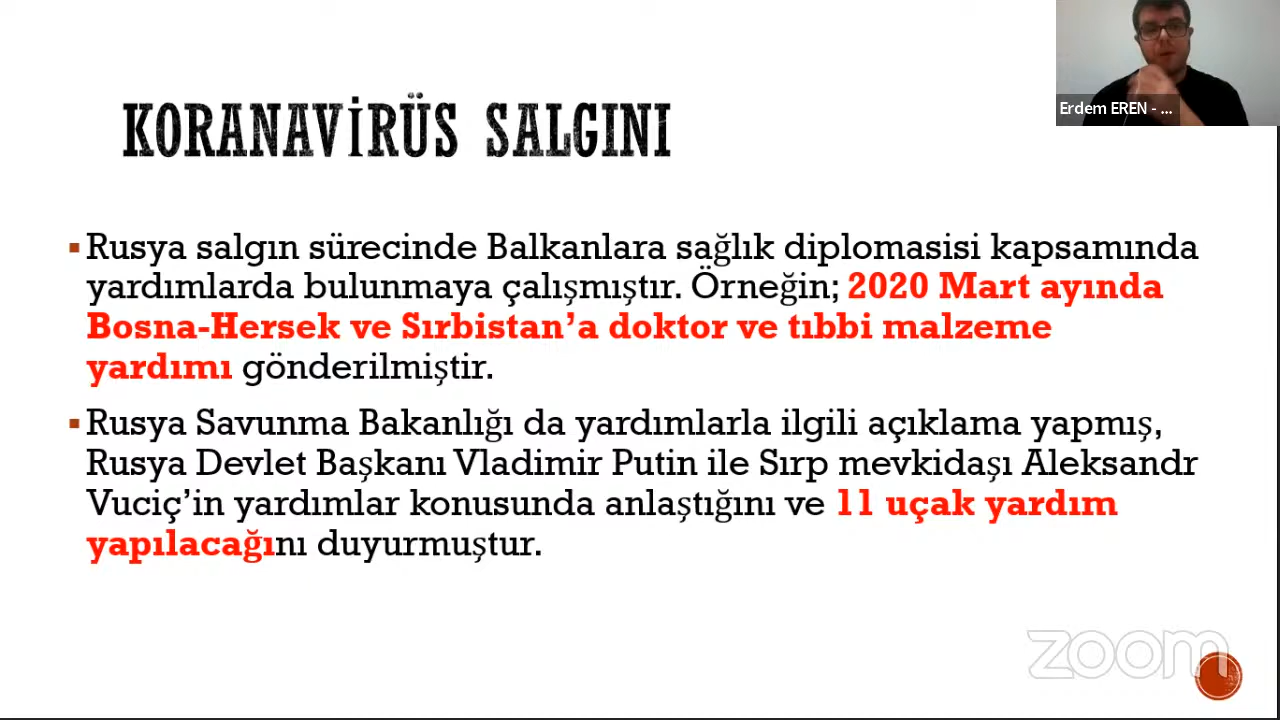 Erdem EREN - ...
KORANAVİRÜS SALGINI
Rusya salgın sürecinde Balkanlara sağlık diplomasisi kapsamında
yardımlarda bulunmaya çalışmıştır. Örneğin; 2020 Mart ayında
Bosna-Hersek ve Sırbistan’a doktor ve tıbbi malzeme
yardımı gönderilmiştir.
Rusya Savunma Bakanlığı da yardımlarla ilgili açıklama yapmış,
Rusya Devlet Başkanı Vladimir Putin ile Sırp mevkidaşı Aleksandr
Vuciç’in yardımlar konusunda anlaştığını ve 11 uçak yardım
yapılacağını duyurmuştur.
zoom